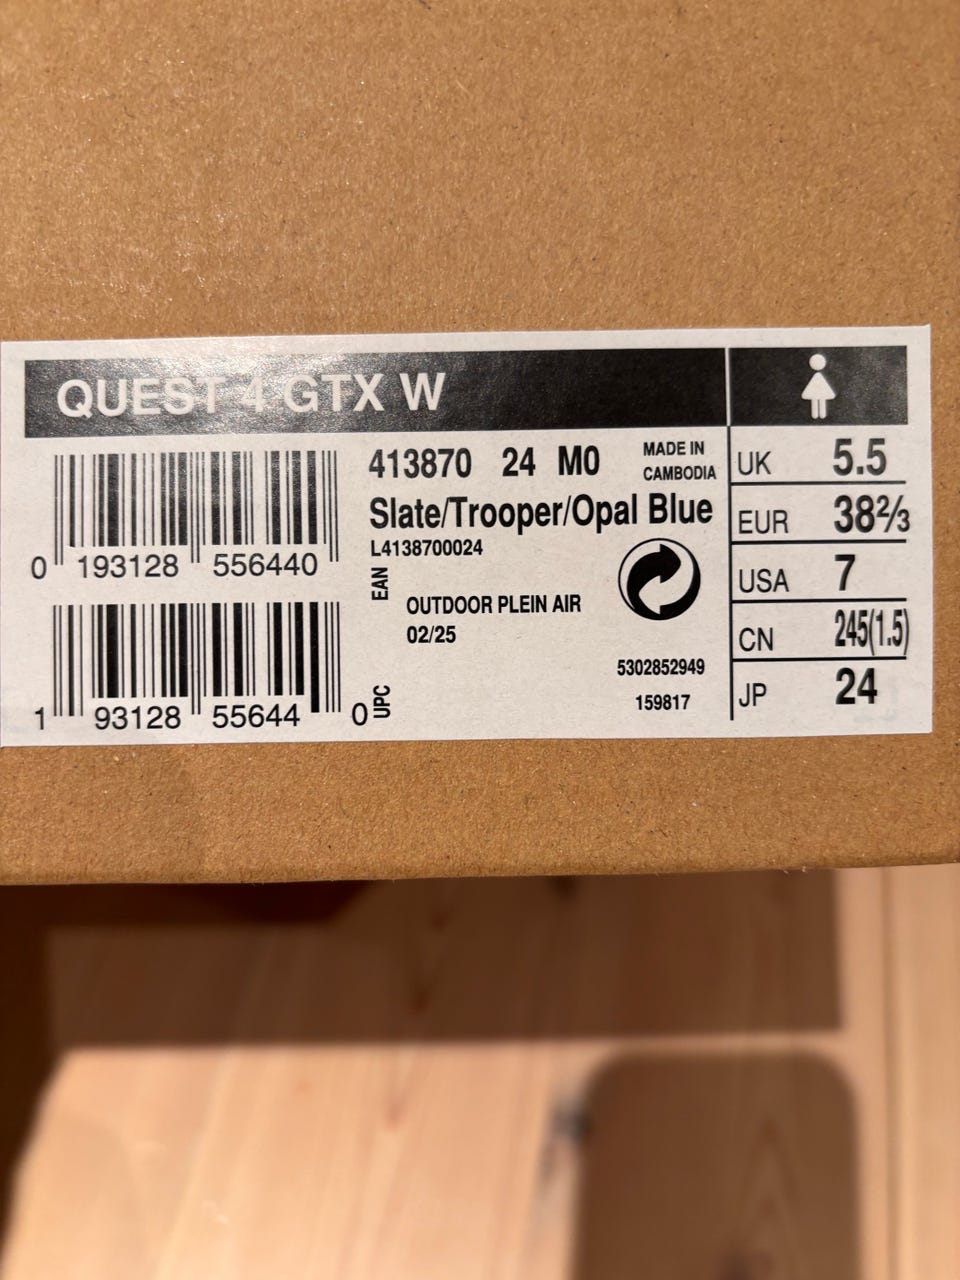 QUEST 4 GTX W
0 193128 556440
1 93128 55644 0
413870 24 M0
MADE IN
CAMBODIA
Slate/Trooper/Opal Blue
L4138700024
EAN
OUTDOOR PLEIN AIR
02/25
5302852949
159817
UPC
UK 5.5
EUR 38⅔
USA 7
CN 245(1.5)
JP 24